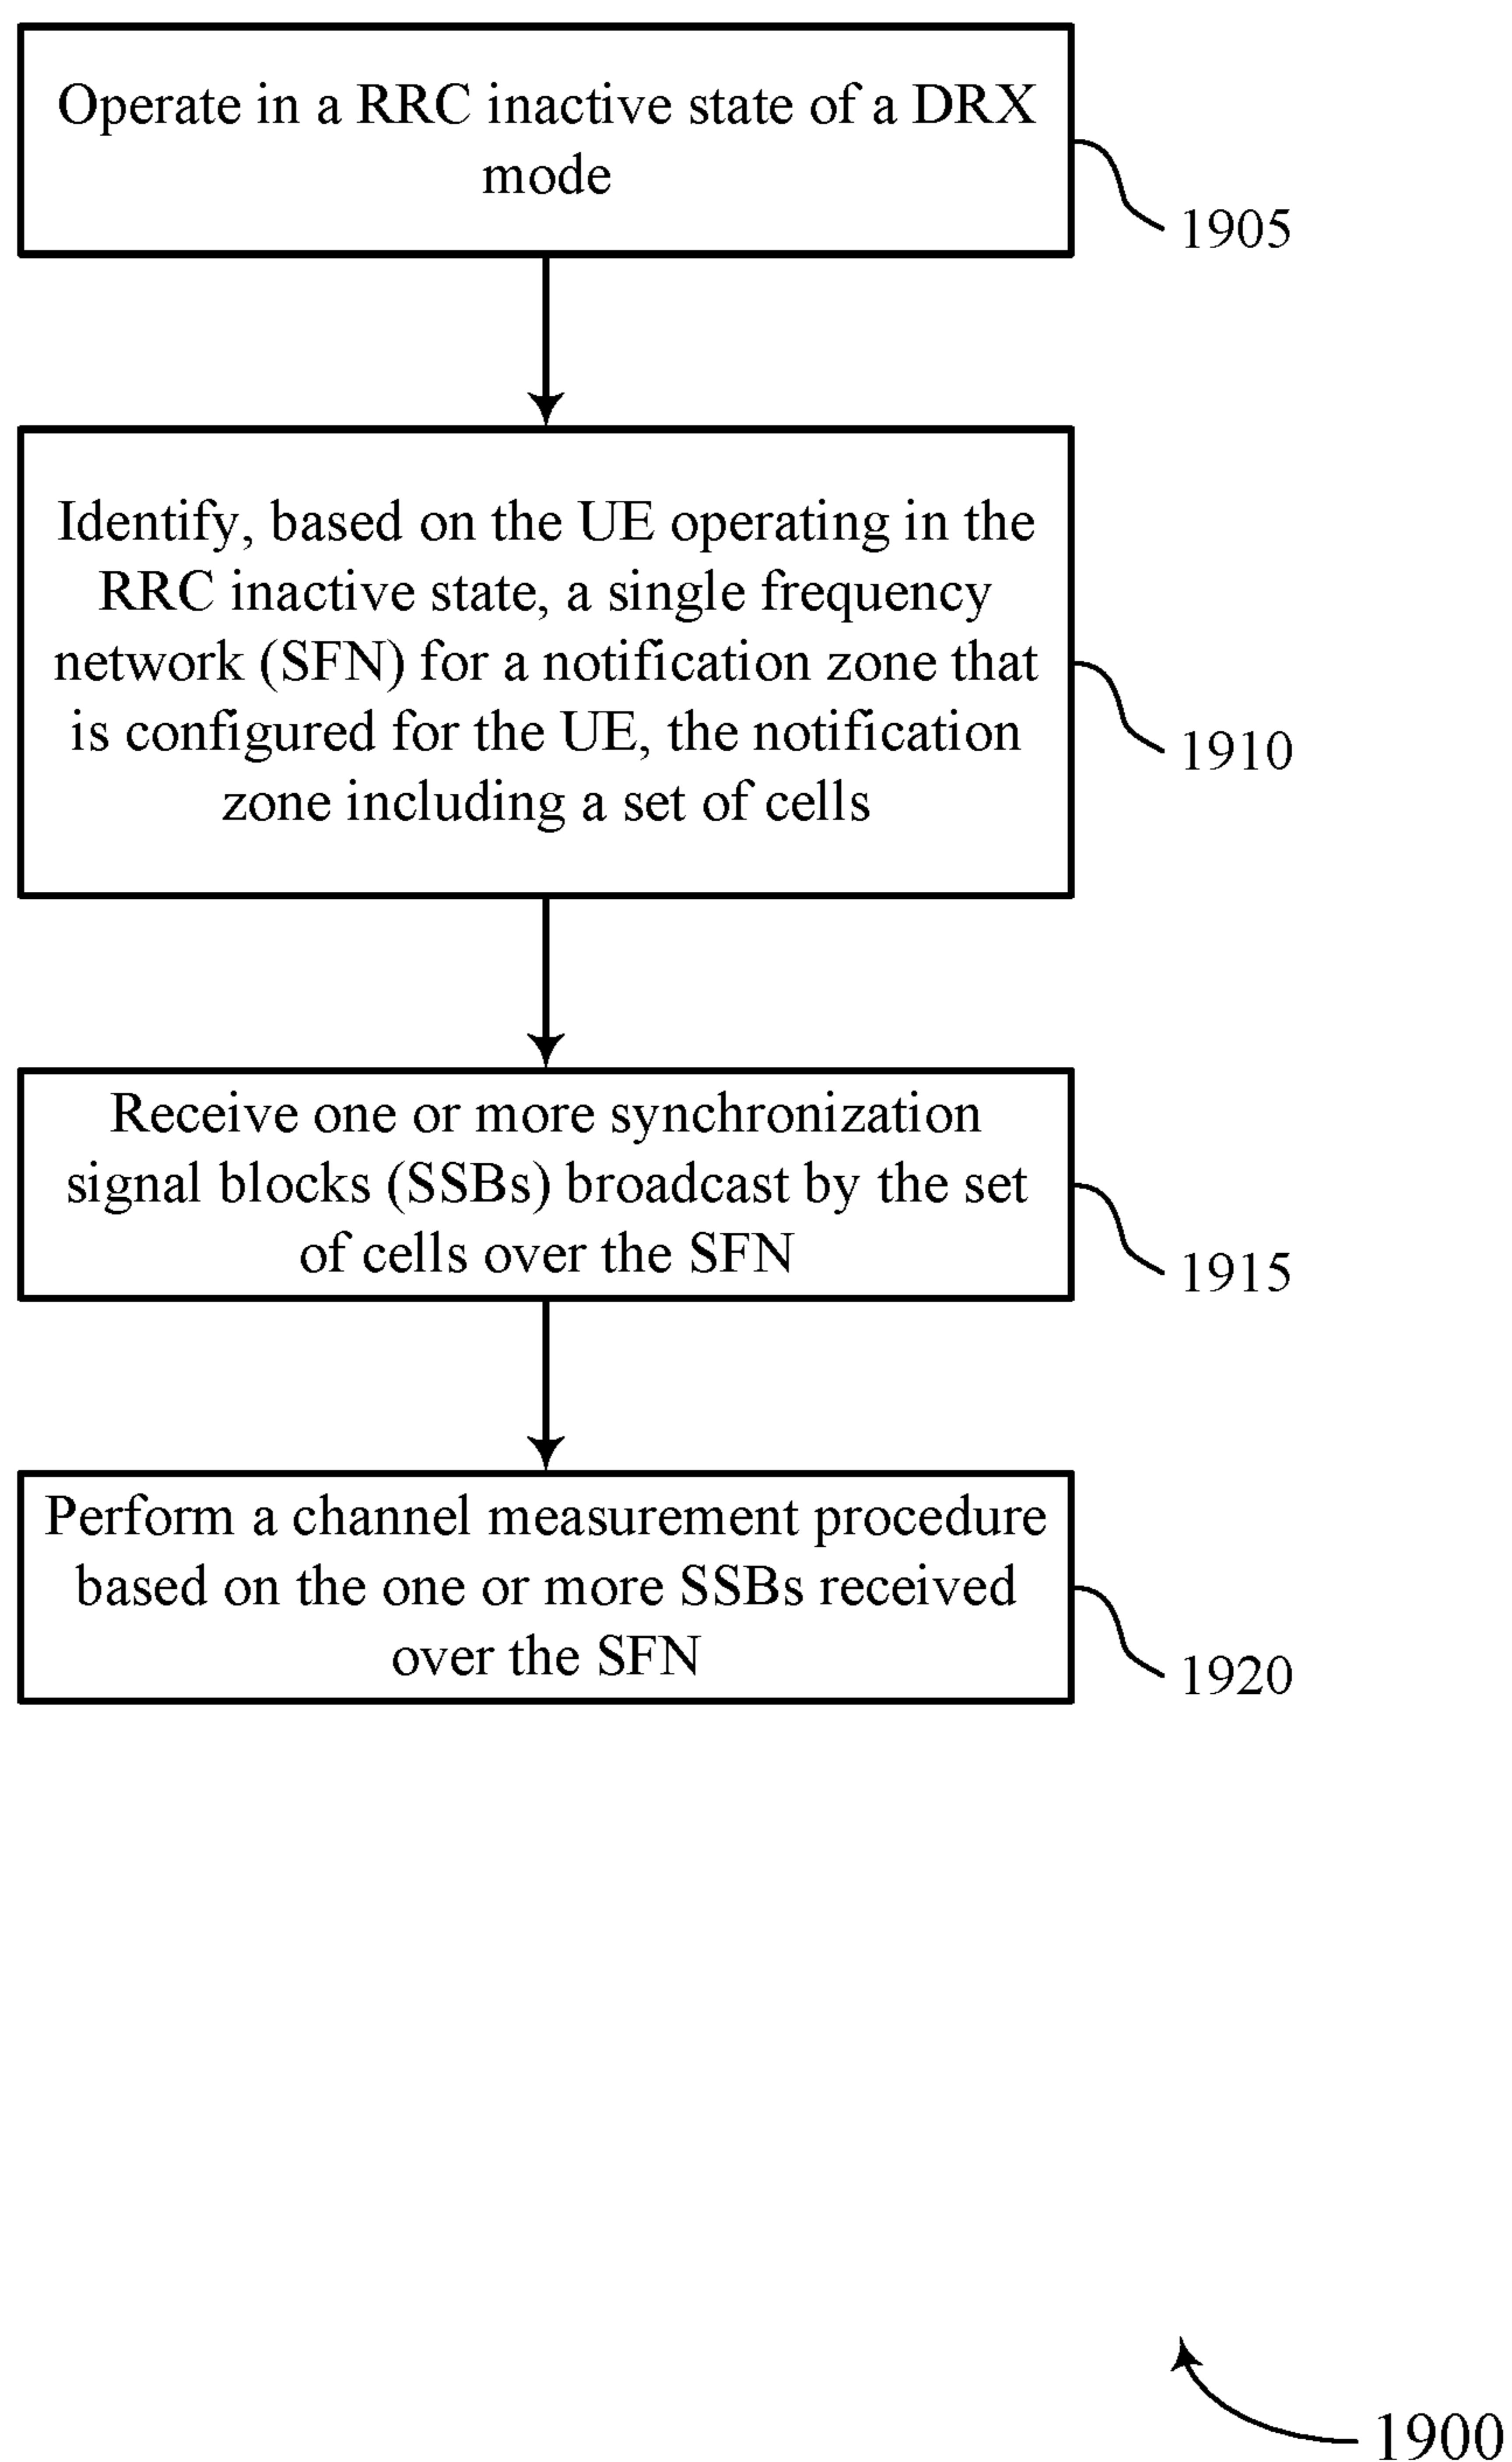 Operate in a RRC inactive state of a DRX
mode
1905
Identify, based on the UE operating in the
RRC inactive state, a single frequency
network (SFN) for a notification zone that
is configured for the UE, the notification
zone including a set of cells
1910
Receive one or more synchronization
signal blocks (SSBs) broadcast by the set
of cells over the SFN
1915
Perform a channel measurement procedure
based on the one or more SSBs received
over the SFN
1920
1900